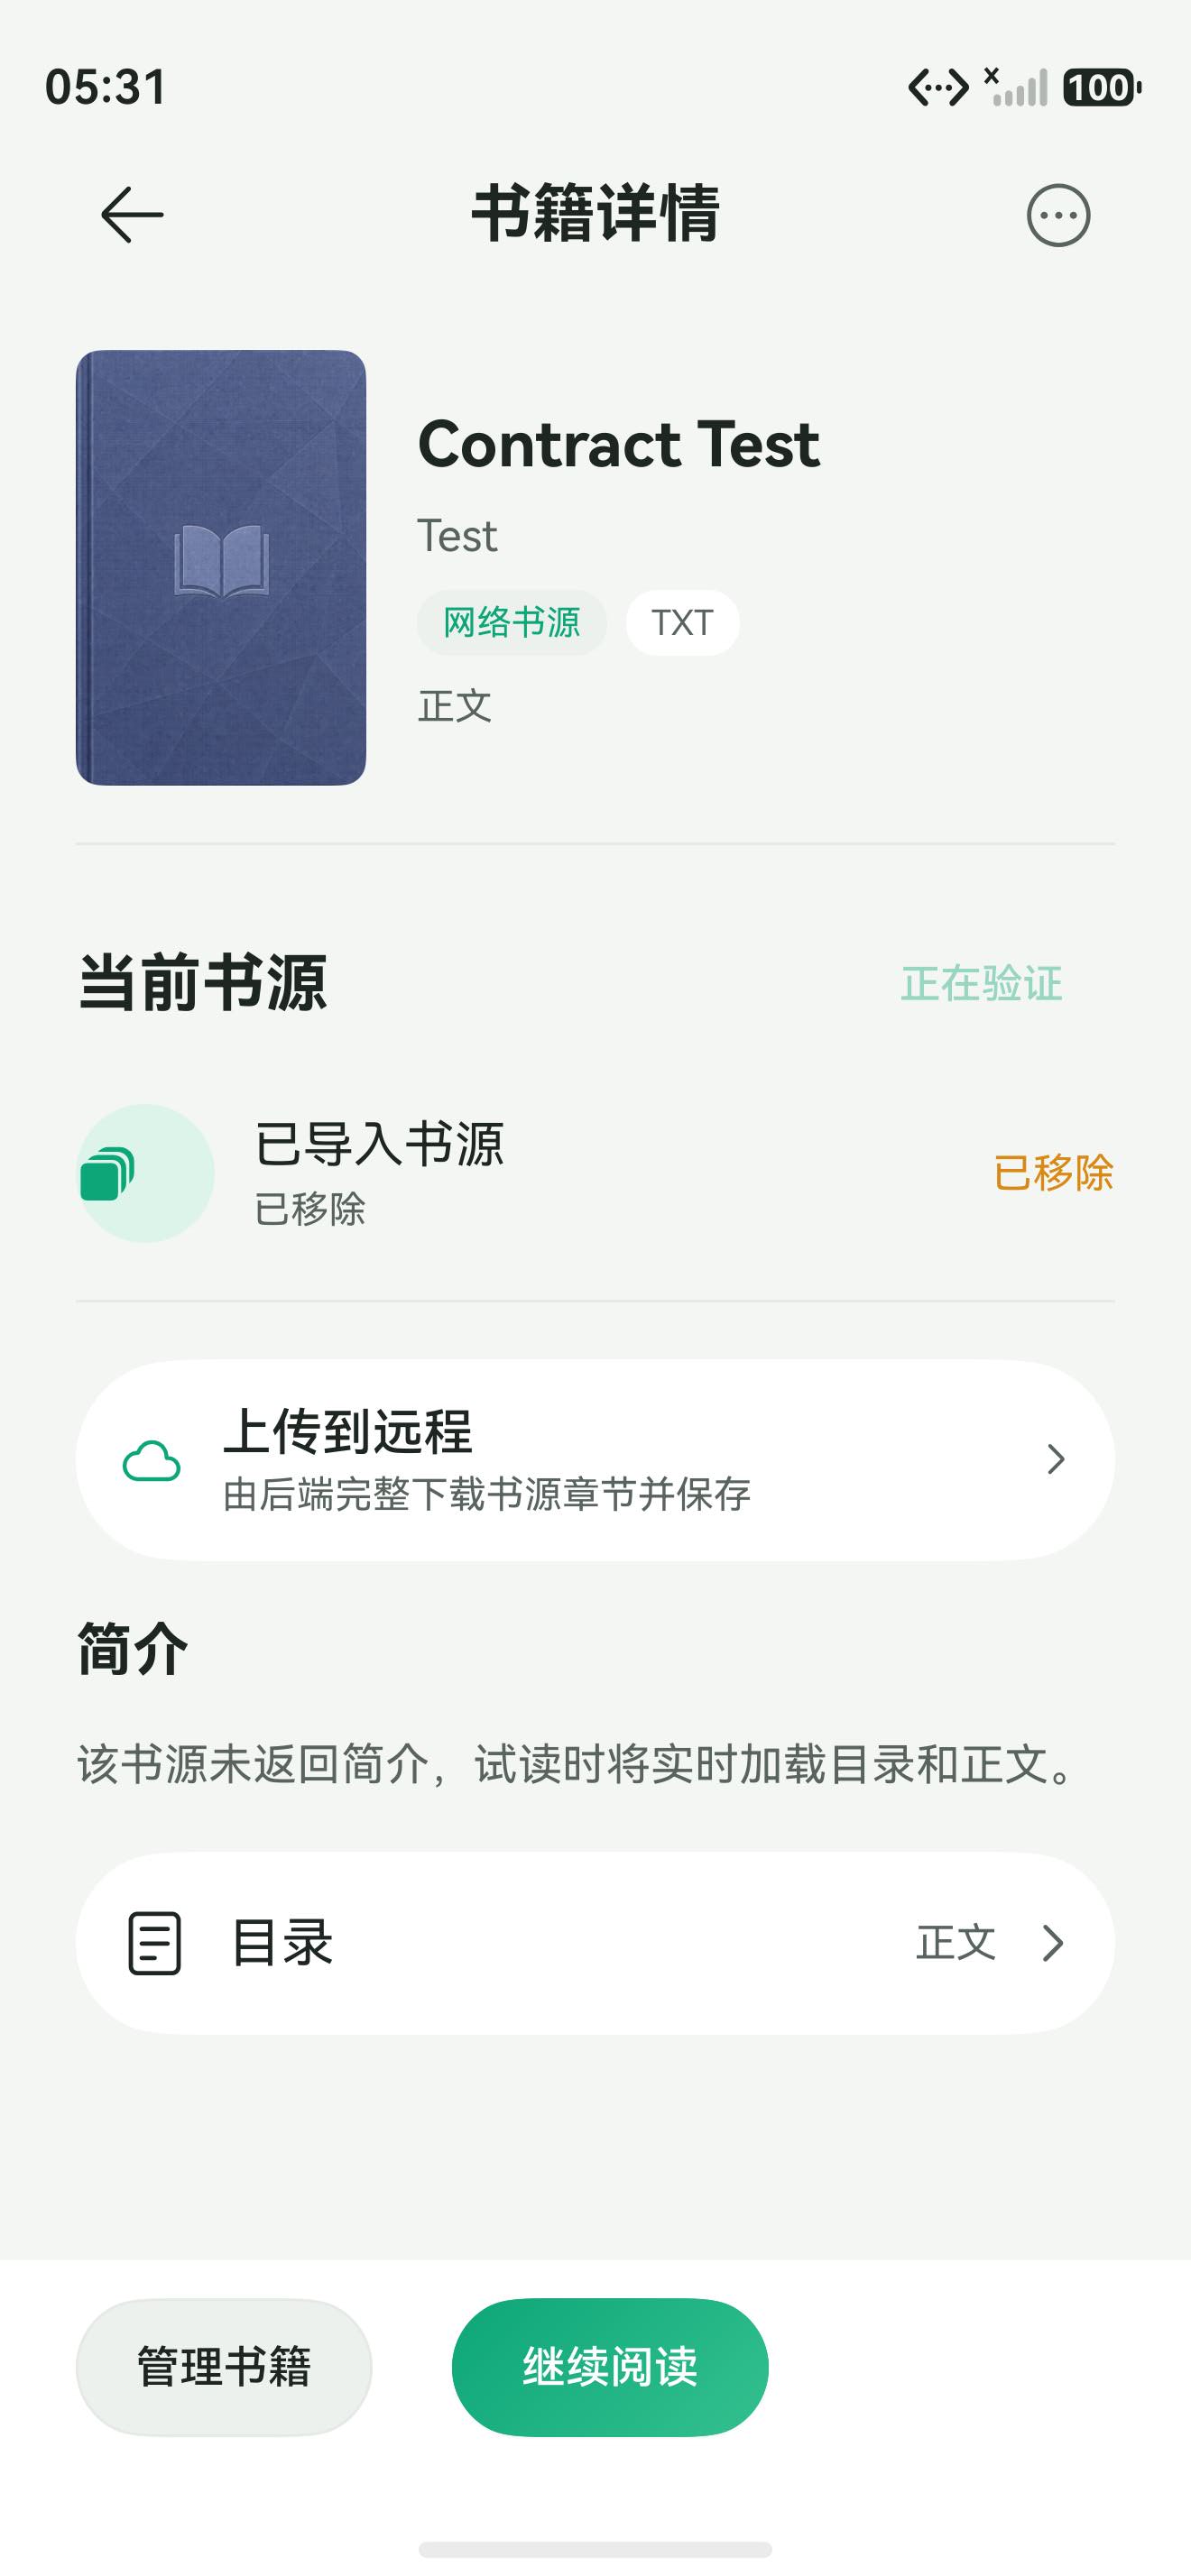 05:31
100
书籍详情
Contract Test
Test
网络书源 TXT
正文
当前书源 正在验证
已导入书源
已移除
已移除
上传到远程
由后端完整下载书源章节并保存
简介
该书源未返回简介，试读时将实时加载目录和正文。
目录 正文
管理书籍 继续阅读